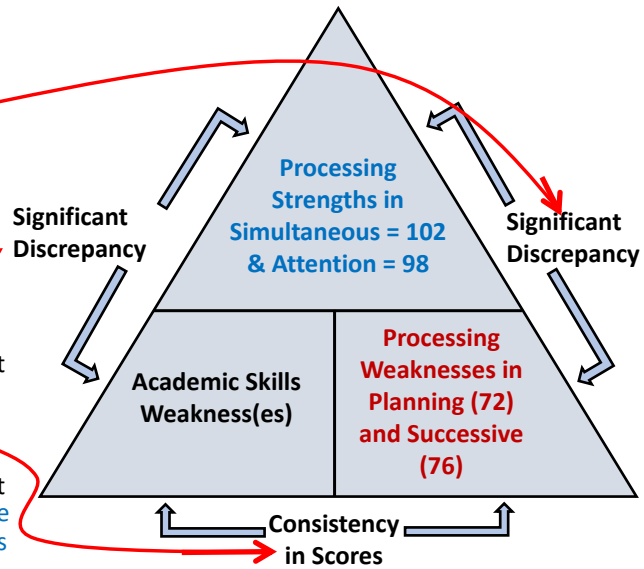 Processing
Strengths in
Simultaneous = 102
& Attention = 98
Significant
Discrepancy
Significant
Discrepancy
Academic Skills
Weakness(es)
Processing
Weaknesses in
Planning (72)
and Successive
(76)
Consistency
in Scores